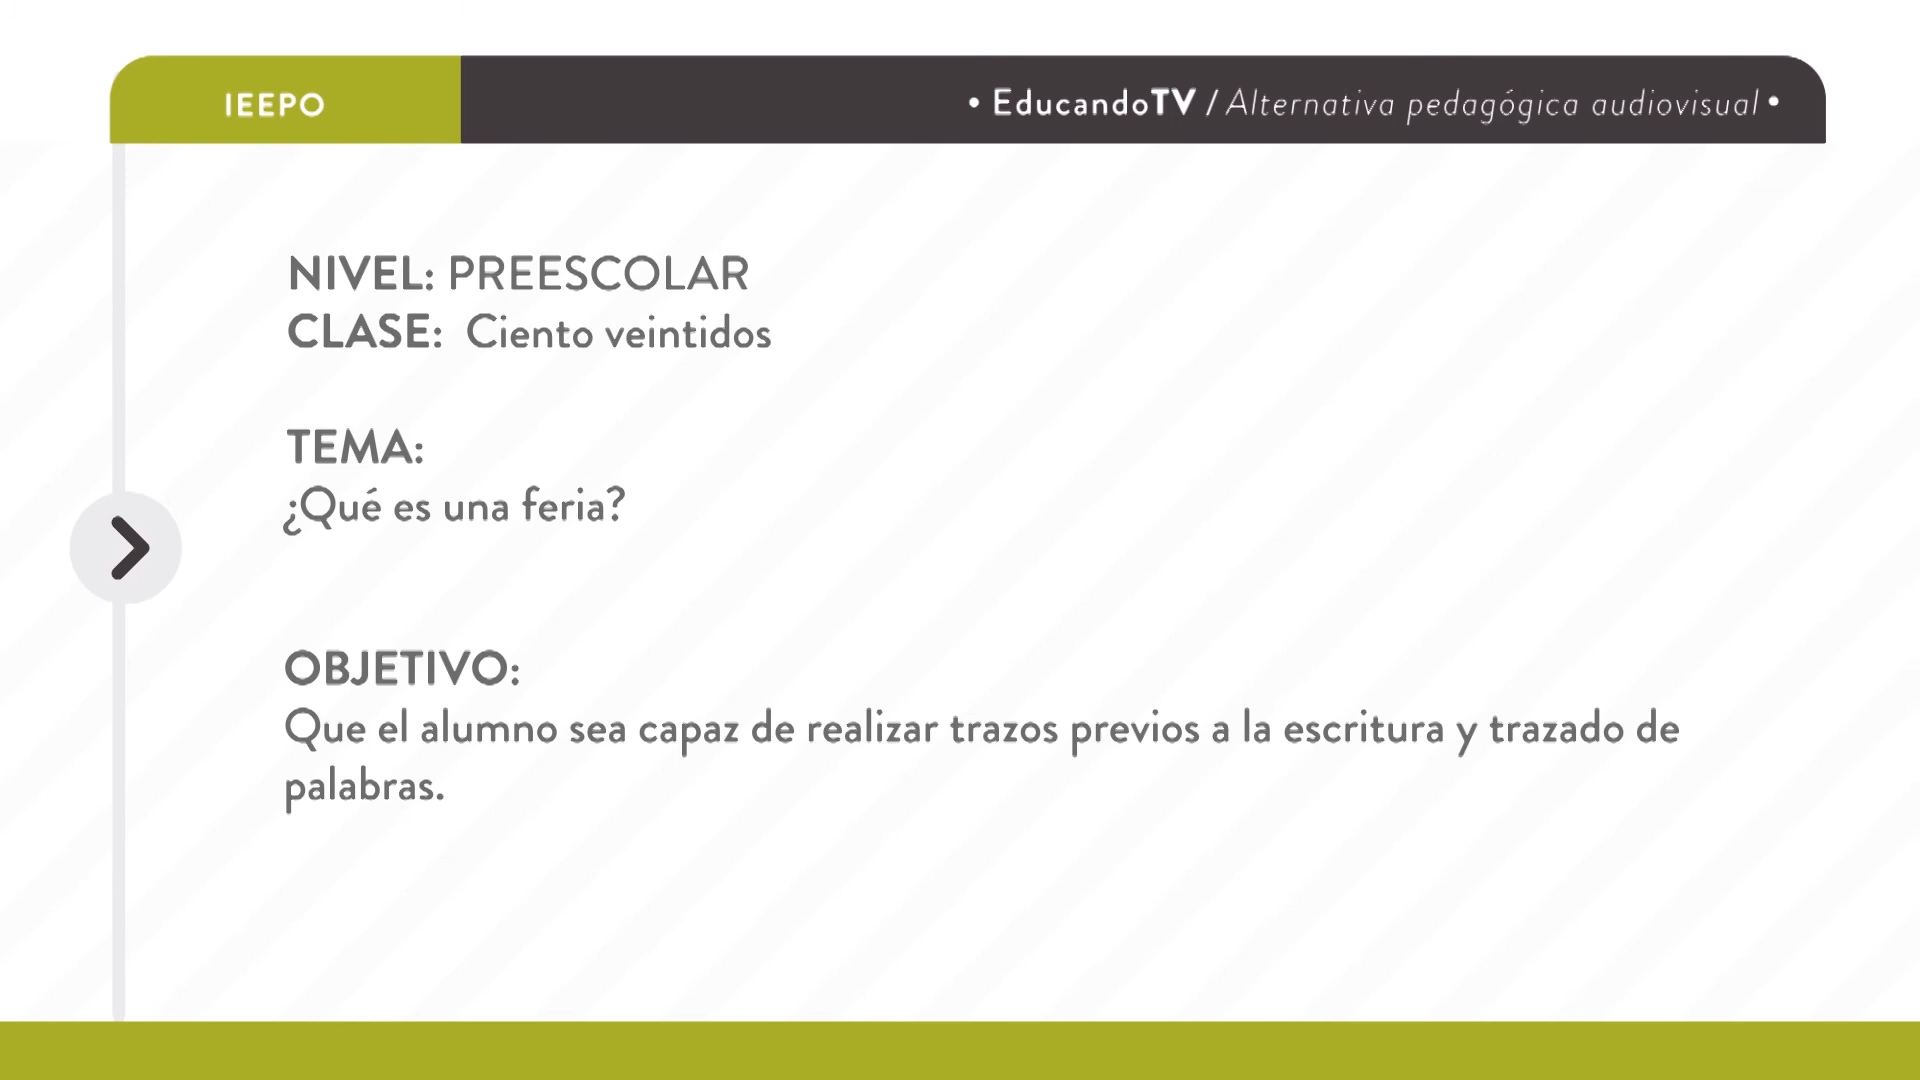 IEEPO
• EducandoTV / Alternativa pedagógica audiovisual •
NIVEL: PREESCOLAR
CLASE: Ciento veintidos
TEMA:
¿Qué es una feria?
OBJETIVO:
Que el alumno sea capaz de realizar trazos previos a la escritura y trazado de
palabras.